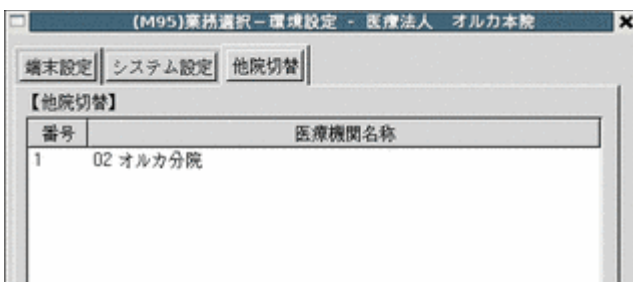 (M95)業務選択－環境設定 - 医療法人 オルカ本院
端末設定 システム設定 他院切替
【他院切替】
番号 医療機関名称
1 02 オルカ分院